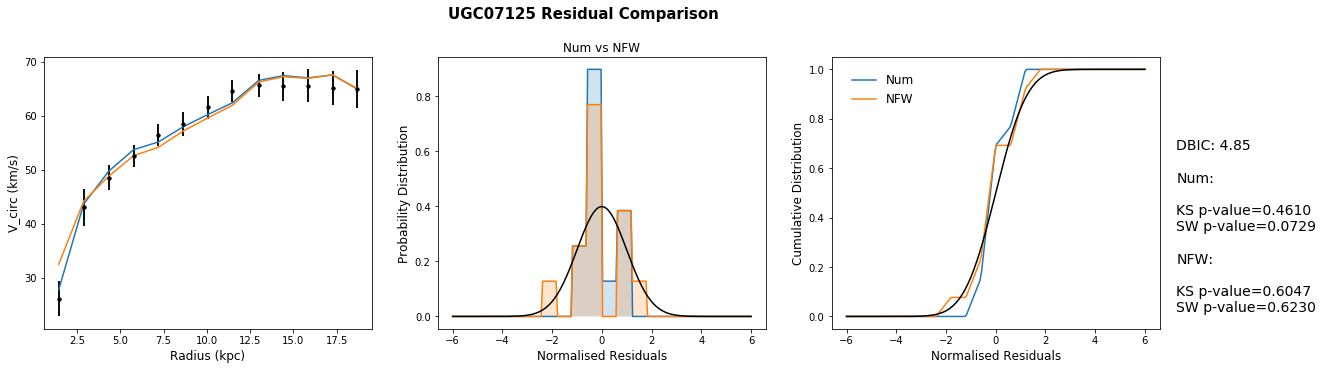 UGC07125 Residual Comparison
Num vs NFW
V_circ (km/s)
70
60
50
40
30
2.5 5.0 7.5 10.0 12.5 15.0 17.5
Radius (kpc)
Probability Distribution
0.8
0.6
0.4
0.2
0.0
−6 −4 −2 0 2 4 6
Normalised Residuals
Cumulative Distribution
1.0
0.8
0.6
0.4
0.2
0.0
−6 −4 −2 0 2 4 6
Normalised Residuals
Num
NFW
DBIC: 4.85
Num:
KS p-value=0.4610
SW p-value=0.0729
NFW:
KS p-value=0.6047
SW p-value=0.6230